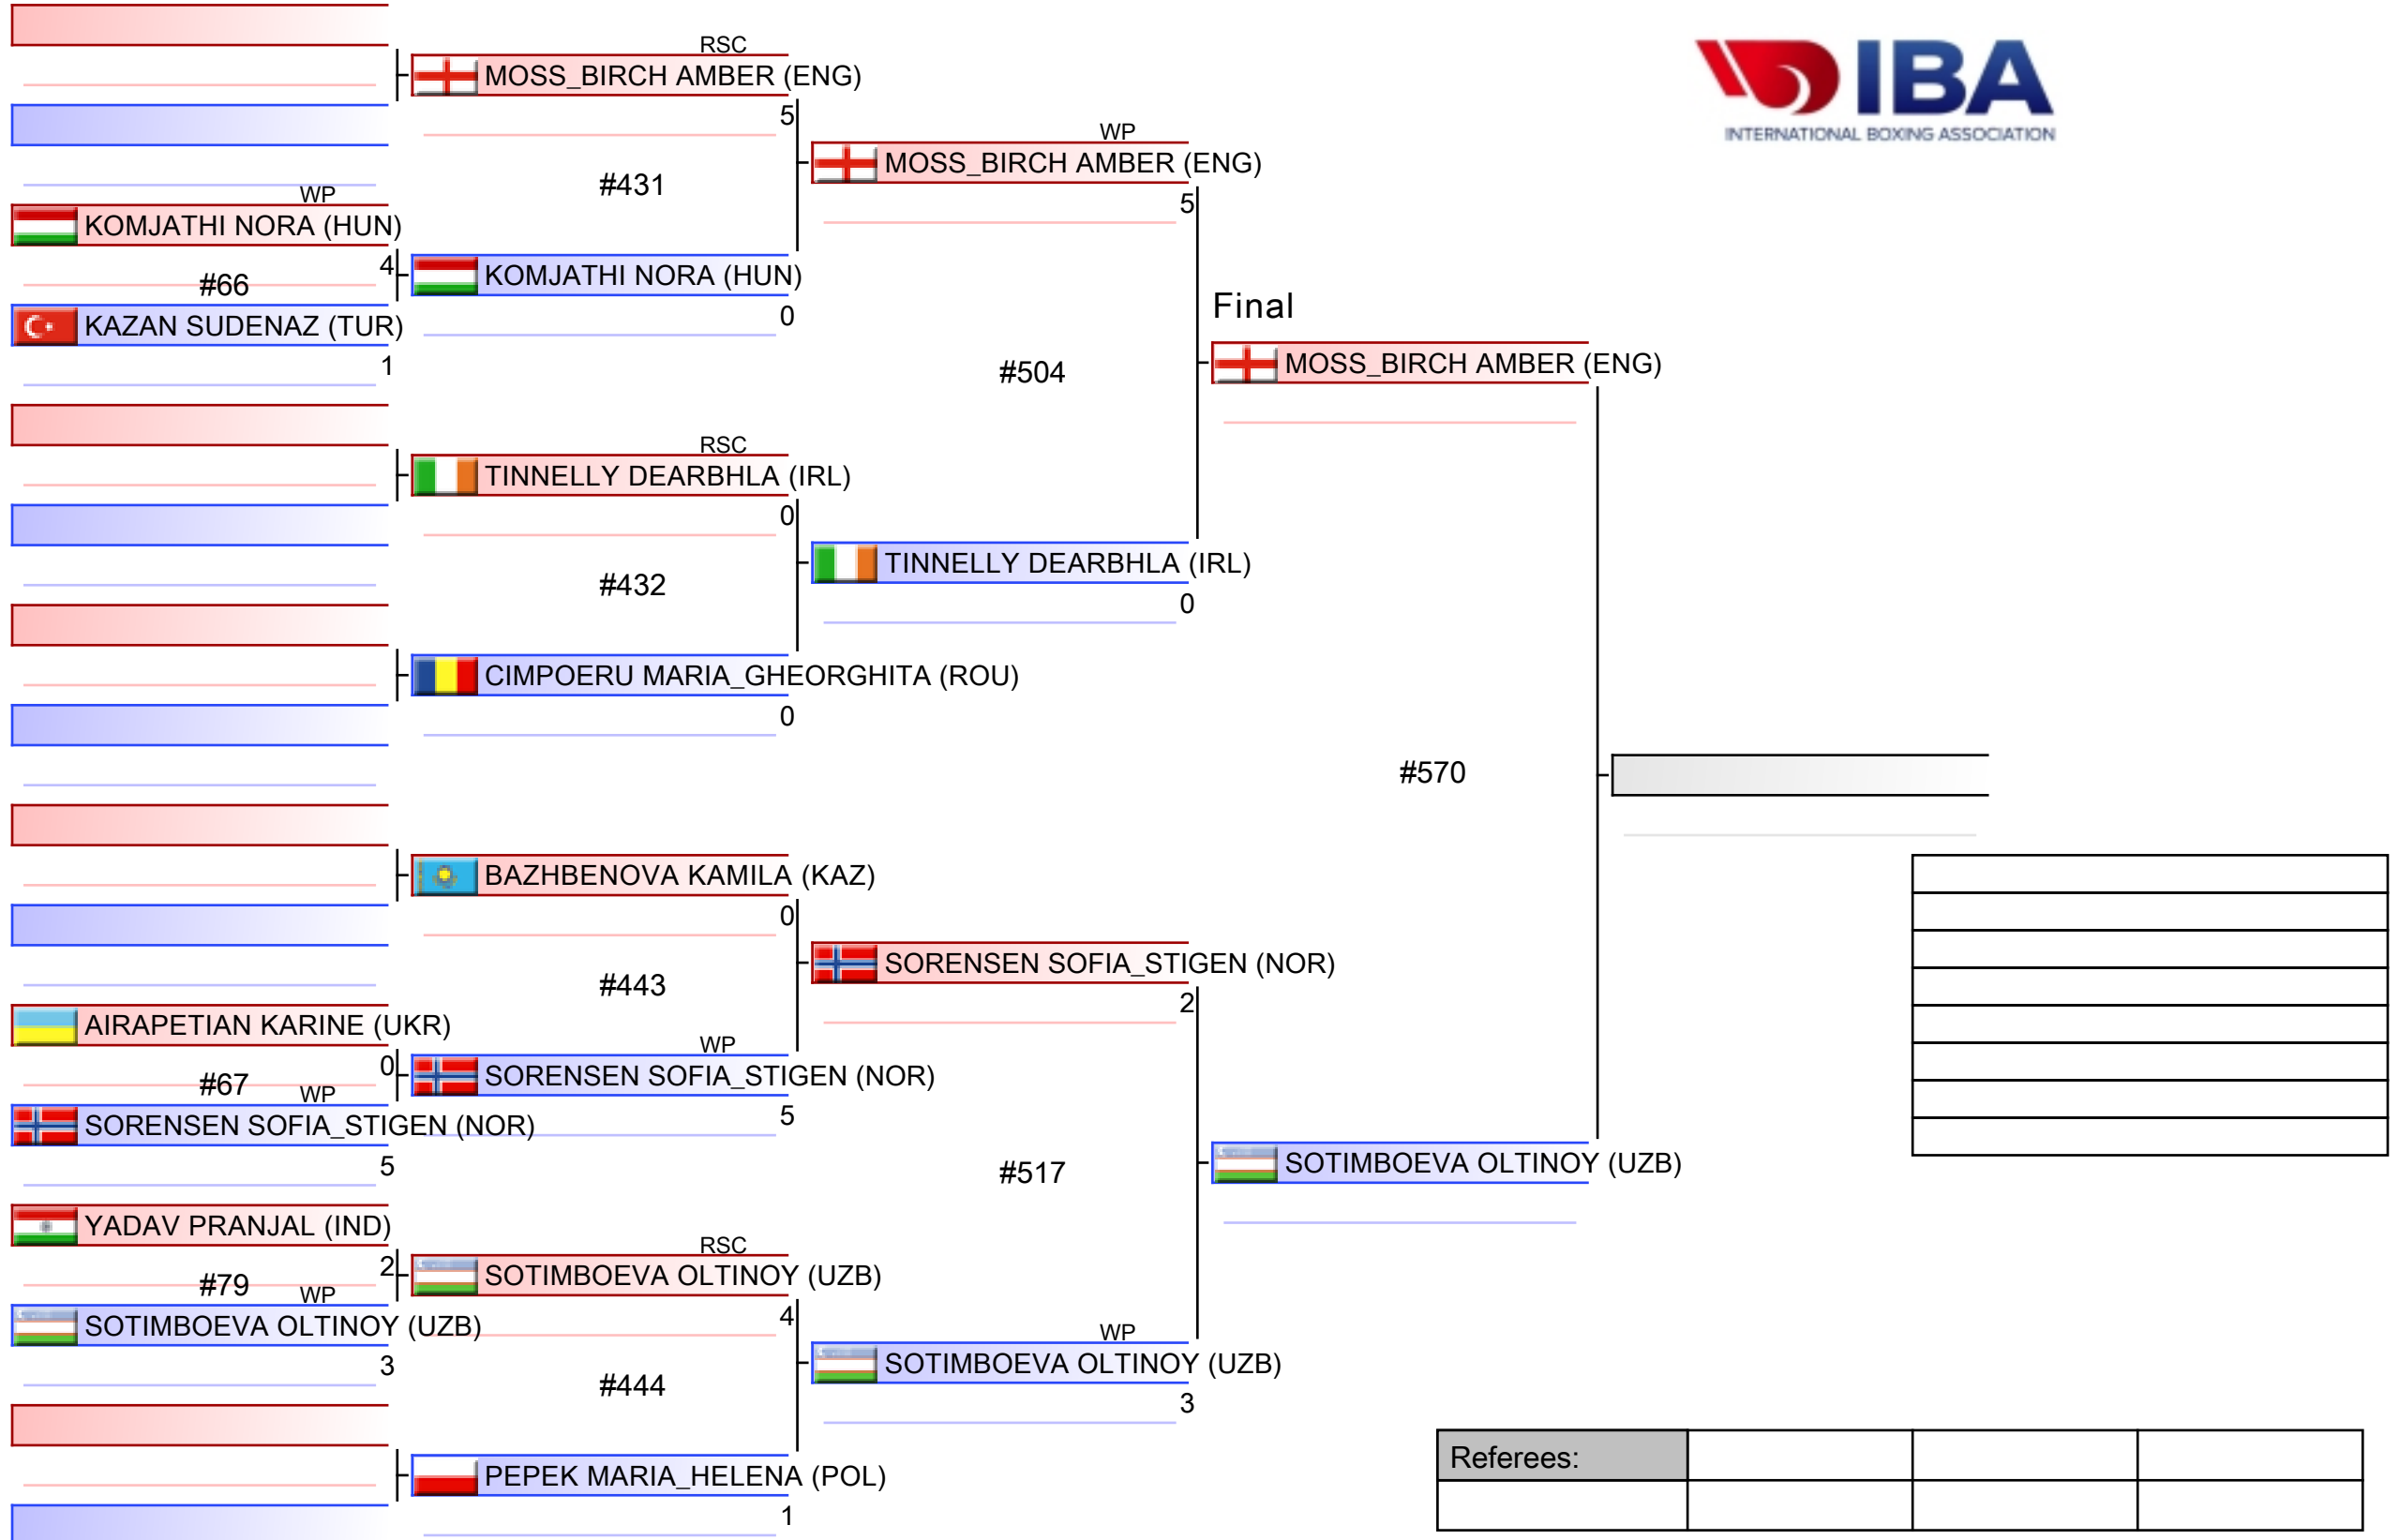 IBA
INTERNATIONAL BOXING ASSOCIATION
RSC
MOSS_BIRCH AMBER (ENG)
5
#431
WP
MOSS_BIRCH AMBER (ENG)
5
WP
KOMJATHI NORA (HUN)
4
#66
KAZAN SUDENAZ (TUR)
1
KOMJATHI NORA (HUN)
0
#504
Final
MOSS_BIRCH AMBER (ENG)
RSC
TINNELLY DEARBHLA (IRL)
0
#432
TINNELLY DEARBHLA (IRL)
0
CIMPOERU MARIA_GHEORGHITA (ROU)
0
#570
BAZHBENOVA KAMILA (KAZ)
0
#443
SORENSEN SOFIA_STIGEN (NOR)
2
AIRAPETIAN KARINE (UKR)
0
#67
WP
SORENSEN SOFIA_STIGEN (NOR)
5
WP
SORENSEN SOFIA_STIGEN (NOR)
5
#517
SOTIMBOEVA OLTINOY (UZB)
YADAV PRANJAL (IND)
2
#79
WP
SOTIMBOEVA OLTINOY (UZB)
3
RSC
SOTIMBOEVA OLTINOY (UZB)
4
#444
WP
SOTIMBOEVA OLTINOY (UZB)
3
PEPEK MARIA_HELENA (POL)
1
Referees: